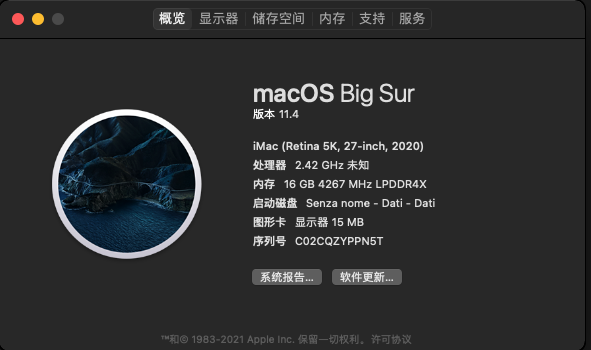 概览 显示器 储存空间 内存 支持 服务
macOS Big Sur
版本 11.4
iMac (Retina 5K, 27-inch, 2020)
处理器 2.42 GHz 未知
内存 16 GB 4267 MHz LPDDR4X
启动磁盘 Senza nome - Dati - Dati
图形卡 显示器 15 MB
序列号 C02CQZYPPN5T
系统报告... 软件更新...
™和© 1983-2021 Apple Inc. 保留一切权利。许可协议